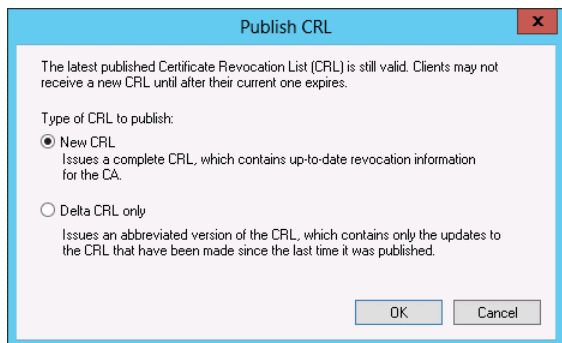 Publish CRL
x
The latest published Certificate Revocation List (CRL) is still valid. Clients may not
receive a new CRL until after their current one expires.
Type of CRL to publish:
New CRL
Issues a complete CRL, which contains up-to-date revocation information
for the CA.
Delta CRL only
Issues an abbreviated version of the CRL, which contains only the updates to
the CRL that have been made since the last time it was published.
OK
Cancel